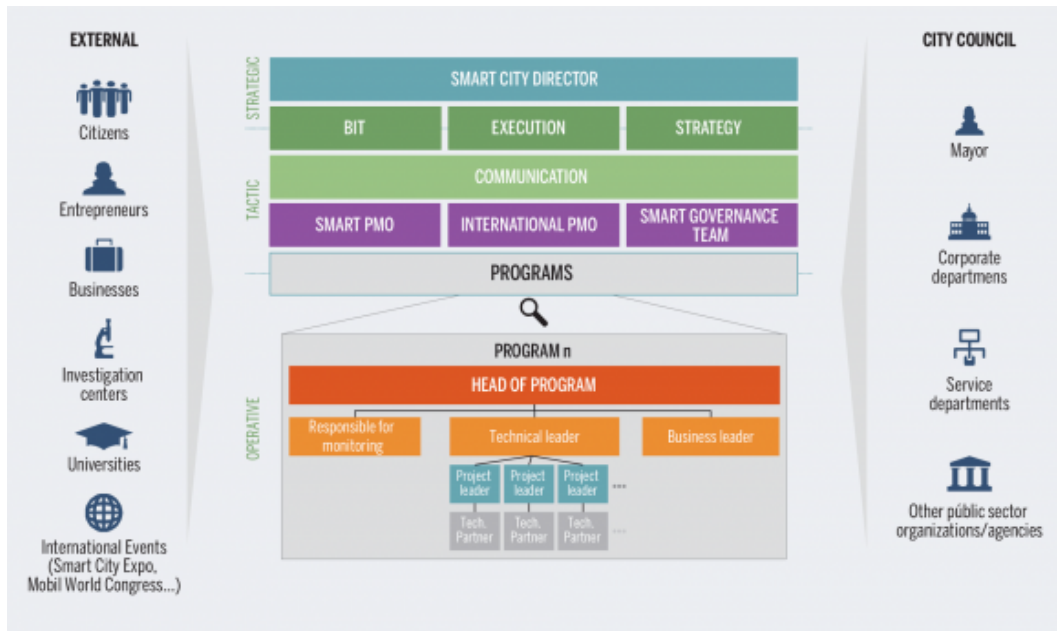 EXTERNAL
Citizens
Entrepreneurs
Businesses
Investigation
centers
Universities
International Events
(Smart City Expo,
Mobil World Congress...)
STRATEGIC
SMART CITY DIRECTOR
BIT
EXECUTION
STRATEGY
TACTIC
COMMUNICATION
SMART PMO
INTERNATIONAL PMO
SMART GOVERNANCE
TEAM
PROGRAMS
OPERATIVE
PROGRAM n
HEAD OF PROGRAM
Responsible for
monitoring
Technical leader
Business leader
Project
leader
Project
leader
Project
leader
...
Tech.
Partner
Tech.
Partner
Tech.
Partner
...
CITY COUNCIL
Mayor
Corporate
departmens
Service
departments
Other públic sector
organizations/agencies